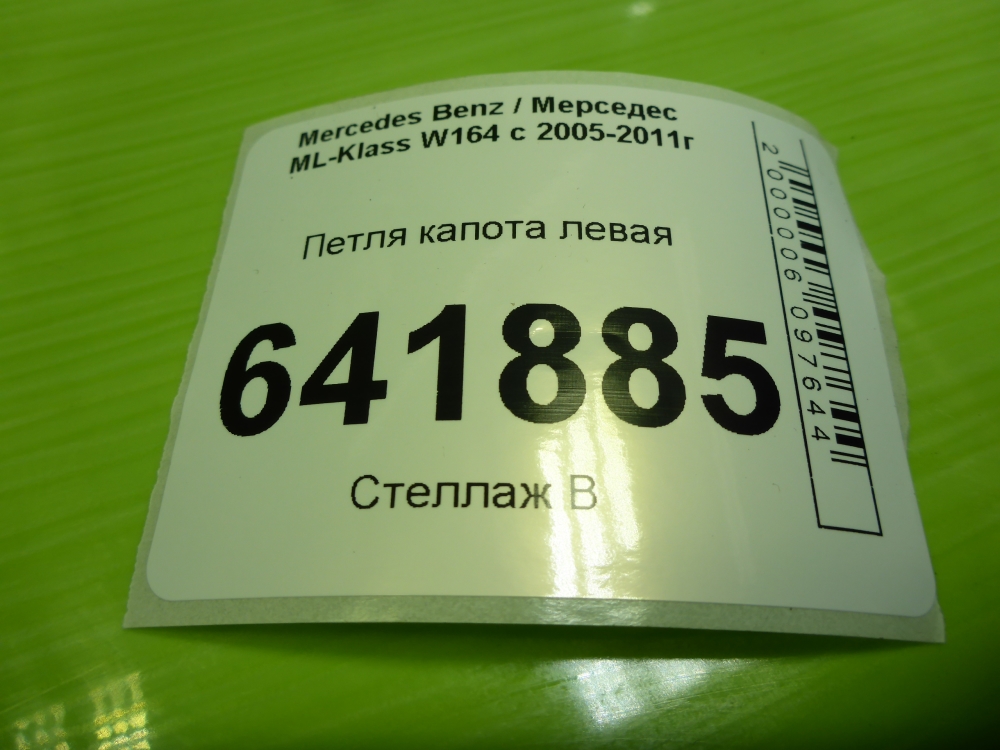 Mercedes Benz / Мерседес
ML-Klass W164 с 2005-2011г
Петля капота левая
641885
Стеллаж В
2000006097644